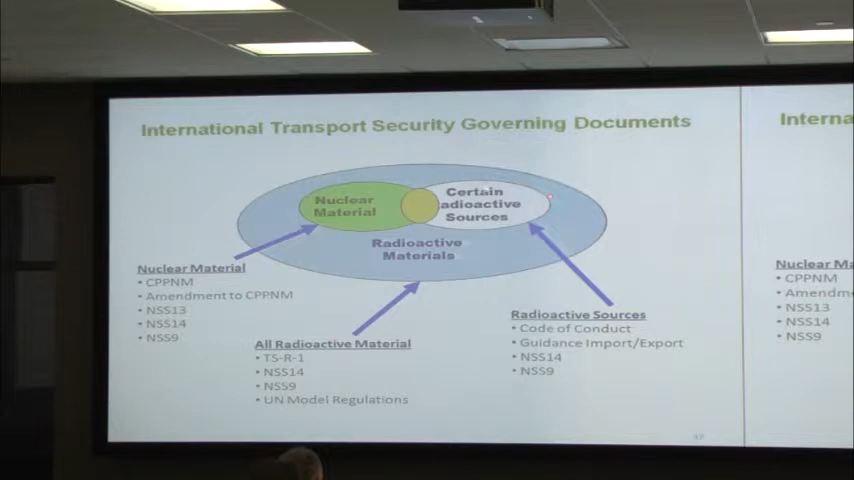 International Transport Security Governing Documents
Nuclear
Material
Certain
adioactive
Sources
Radioactive
Materials
Nuclear Material
• CPPNM
• Amendment to CPPNM
• NSS13
• NSS14
• NSS9
All Radioactive Material
• TS-R-1
• NSS14
• NSS9
• UN Model Regulations
Radioactive Sources
• Code of Conduct
• Guidance Import/Export
• NSS14
• NSS9
Interna
Nuclear Ma
• CPPNM
• Amendm
• NSS13
• NSS14
• NSS9